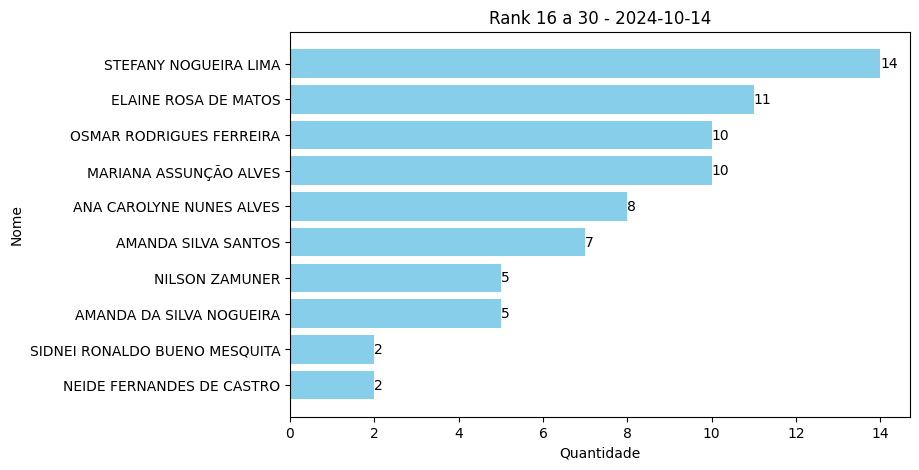 Rank 16 a 30 - 2024-10-14
STEFANY NOGUEIRA LIMA 14
ELAINE ROSA DE MATOS 11
OSMAR RODRIGUES FERREIRA 10
MARIANA ASSUNÇÃO ALVES 10
ANA CAROLYNE NUNES ALVES 8
AMANDA SILVA SANTOS 7
NILSON ZAMUNER 5
AMANDA DA SILVA NOGUEIRA 5
SIDNEI RONALDO BUENO MESQUITA 2
NEIDE FERNANDES DE CASTRO 2
Nome
0 2 4 6 8 10 12 14
Quantidade